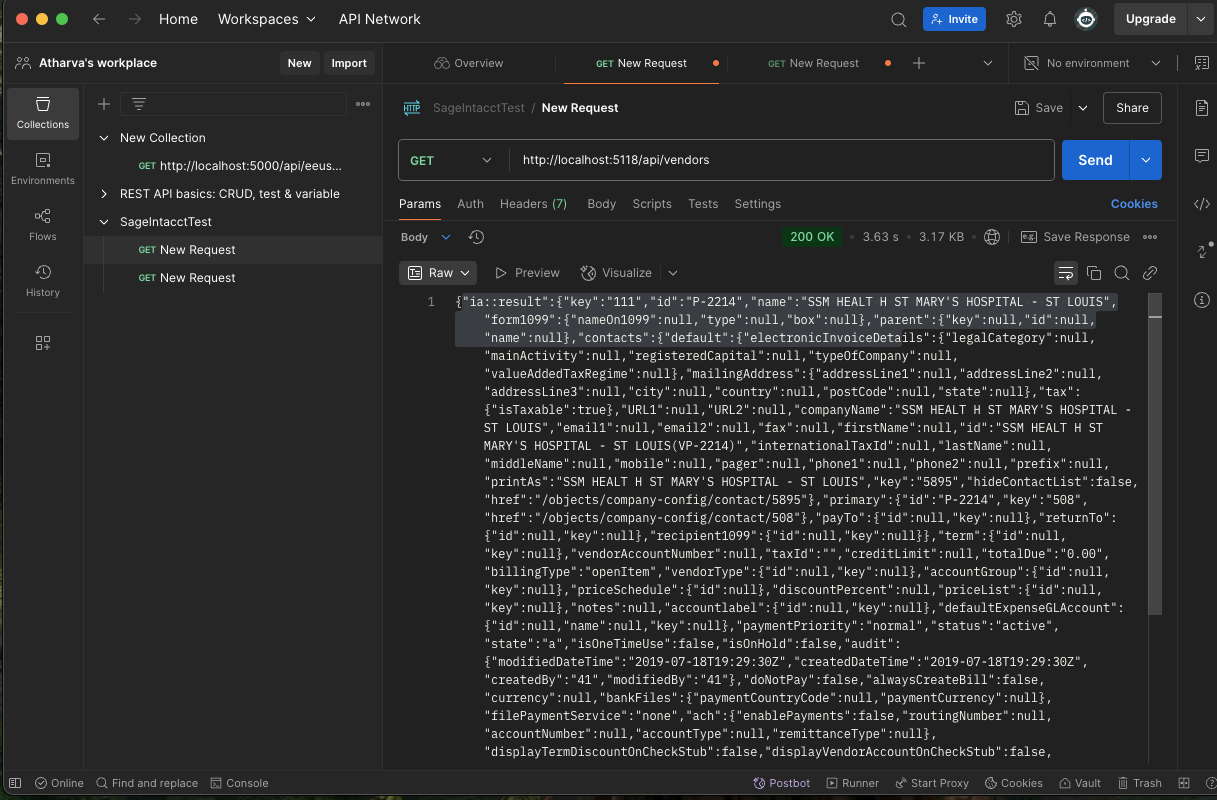 Home Workspaces API Network Invite Upgrade
Atharva's workplace New Import Overview GET New Request GET New Request No environment
Collections
Environments
Flows
History
New Collection
GET http://localhost:5000/api/eeus...
REST API basics: CRUD, test & variable
SageIntacctTest
GET New Request
GET New Request
HTTP SageIntacctTest / New Request Save Share
GET http://localhost:5118/api/vendors Send
Params Auth Headers (7) Body Scripts Tests Settings Cookies
Body 200 OK • 3.63 s • 3.17 KB • e.g. Save Response
Raw Preview Visualize
1 {"ia::result":{"key":"111","id":"P-2214","name":"SSM HEALT H ST MARY'S HOSPITAL - ST LOUIS",
"form1099":{"nameOn1099":null,"type":null,"box":null},"parent":{"key":null,"id":null,
"name":null},"contacts":{"default":{"electronicInvoiceDetails":{"legalCategory":null,
"mainActivity":null,"registeredCapital":null,"typeOfCompany":null,
"valueAddedTaxRegime":null},"mailingAddress":{"addressLine1":null,"addressLine2":null,
"addressLine3":null,"city":null,"country":null,"postCode":null,"state":null},"tax":
{"isTaxable":true},"URL1":null,"URL2":null,"companyName":"SSM HEALT H ST MARY'S HOSPITAL -
ST LOUIS","email1":null,"email2":null,"fax":null,"firstName":null,"id":"SSM HEALT H ST
MARY'S HOSPITAL - ST LOUIS(VP-2214)","internationalTaxId":null,"lastName":null,
"middleName":null,"mobile":null,"pager":null,"phone1":null,"phone2":null,"prefix":null,
"printAs":"SSM HEALT H ST MARY'S HOSPITAL - ST LOUIS","key":"5895","hideContactList":false,
"href":"/objects/company-config/contact/5895"},"primary":{"id":"P-2214","key":"508",
"href":"/objects/company-config/contact/508"},"payTo":{"id":null,"key":null},"returnTo":
{"id":null,"key":null},"recipient1099":{"id":null,"key":null}},"term":{"id":null,
"key":null},"vendorAccountNumber":null,"taxId":"","creditLimit":null,"totalDue":"0.00",
"billingType":"openItem","vendorType":{"id":null,"key":null},"accountGroup":{"id":null,
"key":null},"priceSchedule":{"id":null},"discountPercent":null,"priceList":{"id":null,
"key":null},"notes":null,"accountlabel":{"id":null,"key":null},"defaultExpenseGLAccount":
{"id":null,"name":null,"key":null},"paymentPriority":"normal","status":"active",
"state":"a","isOneTimeUse":false,"isOnHold":false,"audit":
{"modifiedDateTime":"2019-07-18T19:29:30Z","createdDateTime":"2019-07-18T19:29:30Z",
"createdBy":"41","modifiedBy":"41"},"doNotPay":false,"alwaysCreateBill":false,
"currency":null,"bankFiles":{"paymentCountryCode":null,"paymentCurrency":null},
"filePaymentService":"none","ach":{"enablePayments":false,"routingNumber":null,
"accountNumber":null,"accountType":null,"remittanceType":null},
"displayTermDiscountOnCheckStub":false,"displayVendorAccountOnCheckStub":false,
Online Find and replace Console Postbot Runner Start Proxy Cookies Vault Trash